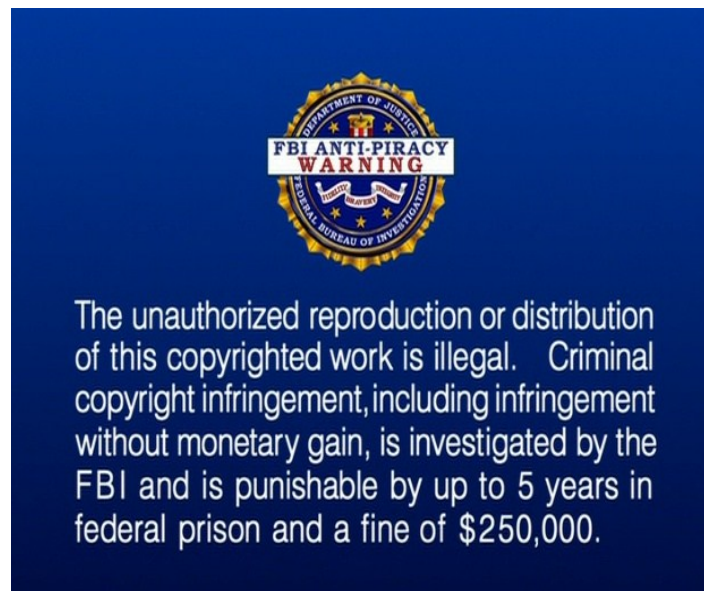 DEPARTMENT OF JUSTICE
FBI ANTI-PIRACY
WARNING
FIDELITY BRAVERY INTEGRITY
FEDERAL BUREAU OF INVESTIGATION
The unauthorized reproduction or distribution
of this copyrighted work is illegal. Criminal
copyright infringement, including infringement
without monetary gain, is investigated by the
FBI and is punishable by up to 5 years in
federal prison and a fine of $250,000.